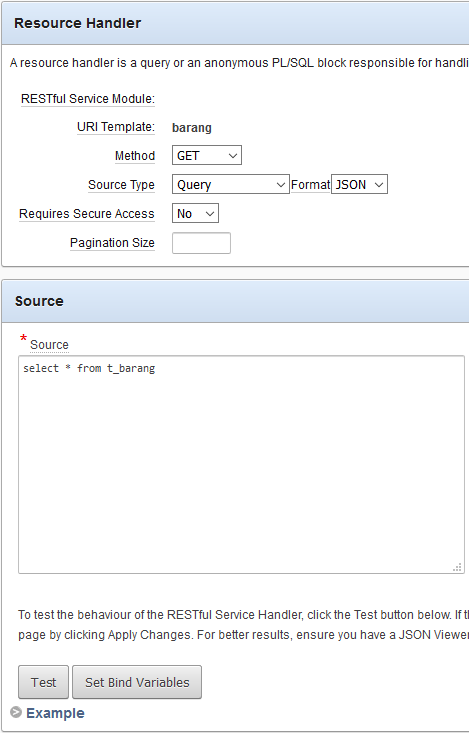 Resource Handler
A resource handler is a query or an anonymous PL/SQL block responsible for handli
RESTful Service Module:
URI Template: barang
Method GET
Source Type Query Format JSON
Requires Secure Access No
Pagination Size
Source
* Source
select * from t_barang
To test the behaviour of the RESTful Service Handler, click the Test button below. If th
page by clicking Apply Changes. For better results, ensure you have a JSON Viewer
Test Set Bind Variables
Example